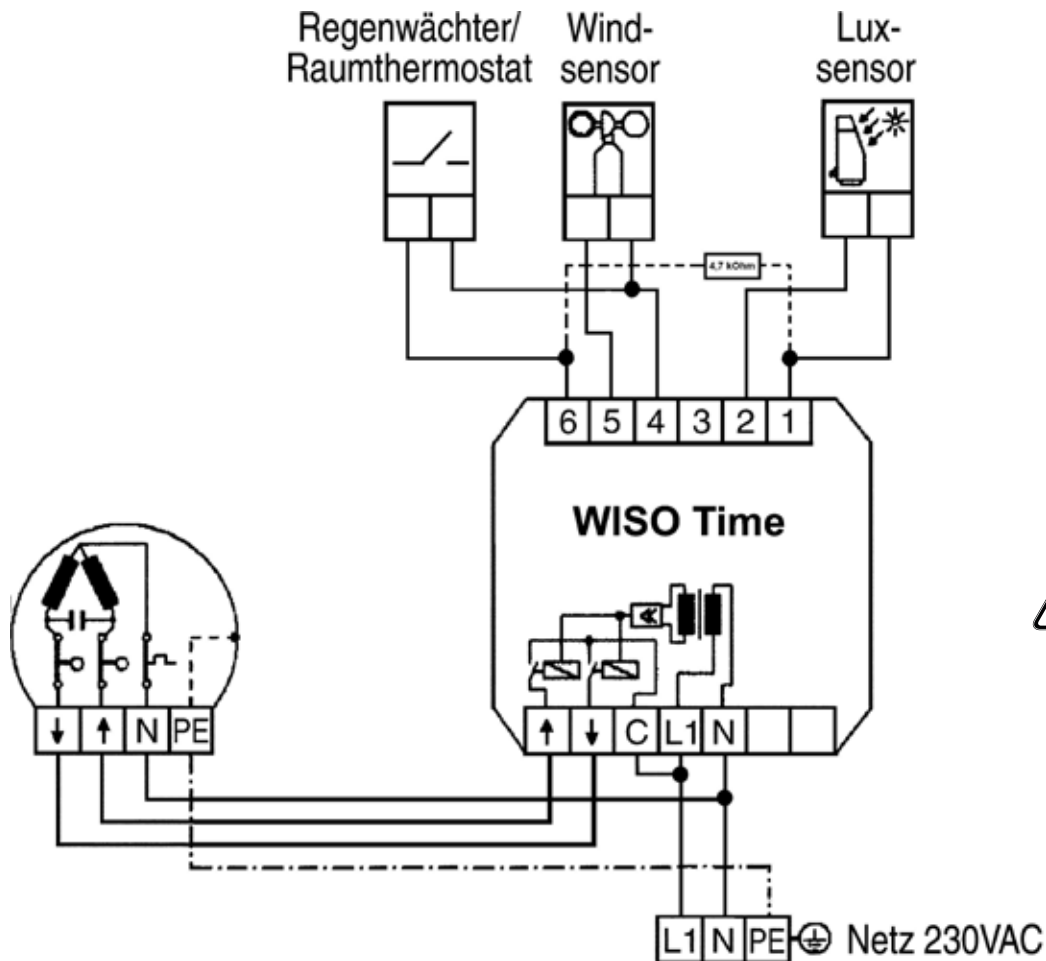 Regenwächter/
Raumthermostat
Wind-
sensor
Lux-
sensor
4,7 kOhm
6 5 4 3 2 1
WISO Time
↓ ↑ N PE
↑ ↓ C L1 N
L1 N PE Netz 230VAC